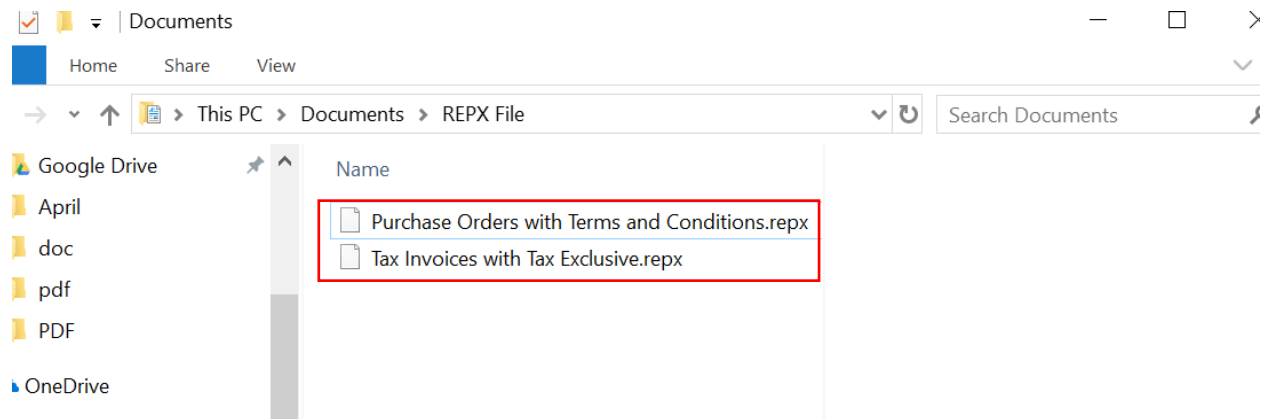 Documents
Home Share View
This PC > Documents > REPX File
Search Documents
Google Drive
April
doc
pdf
PDF
OneDrive
Name
Purchase Orders with Terms and Conditions.repx
Tax Invoices with Tax Exclusive.repx